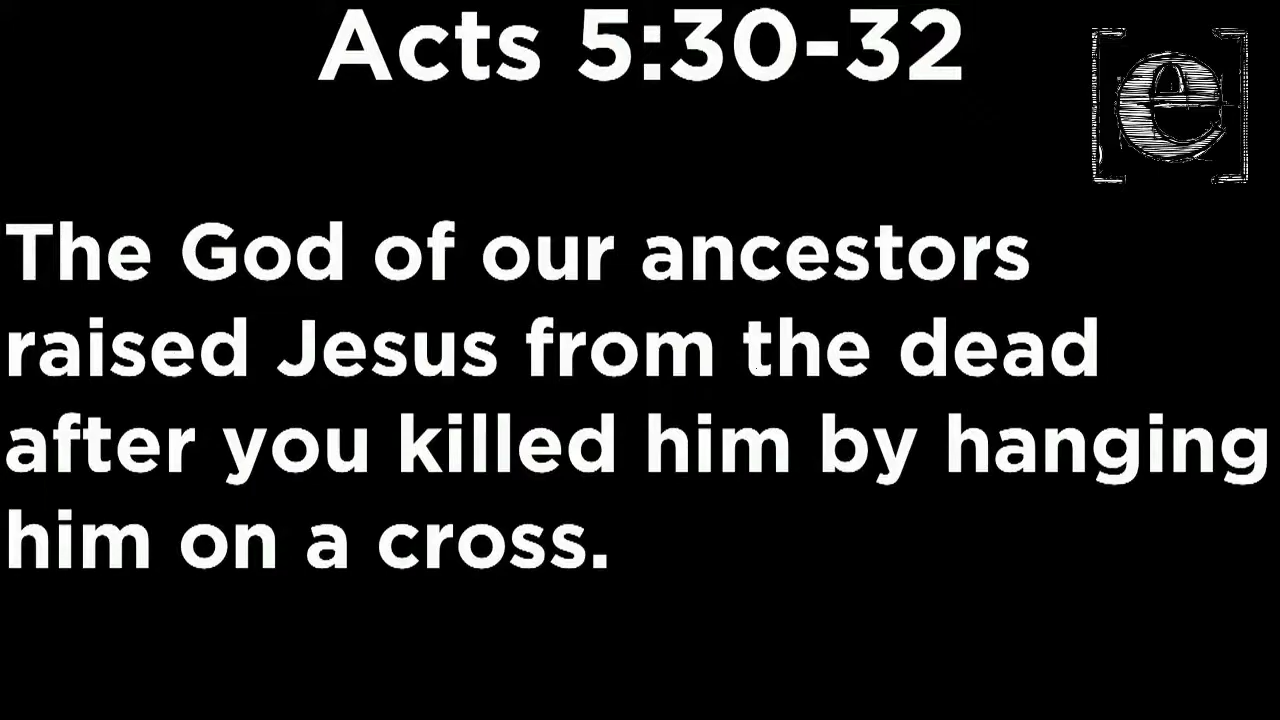 Acts 5:30-32
e
The God of our ancestors
raised Jesus from the dead
after you killed him by hanging
him on a cross.